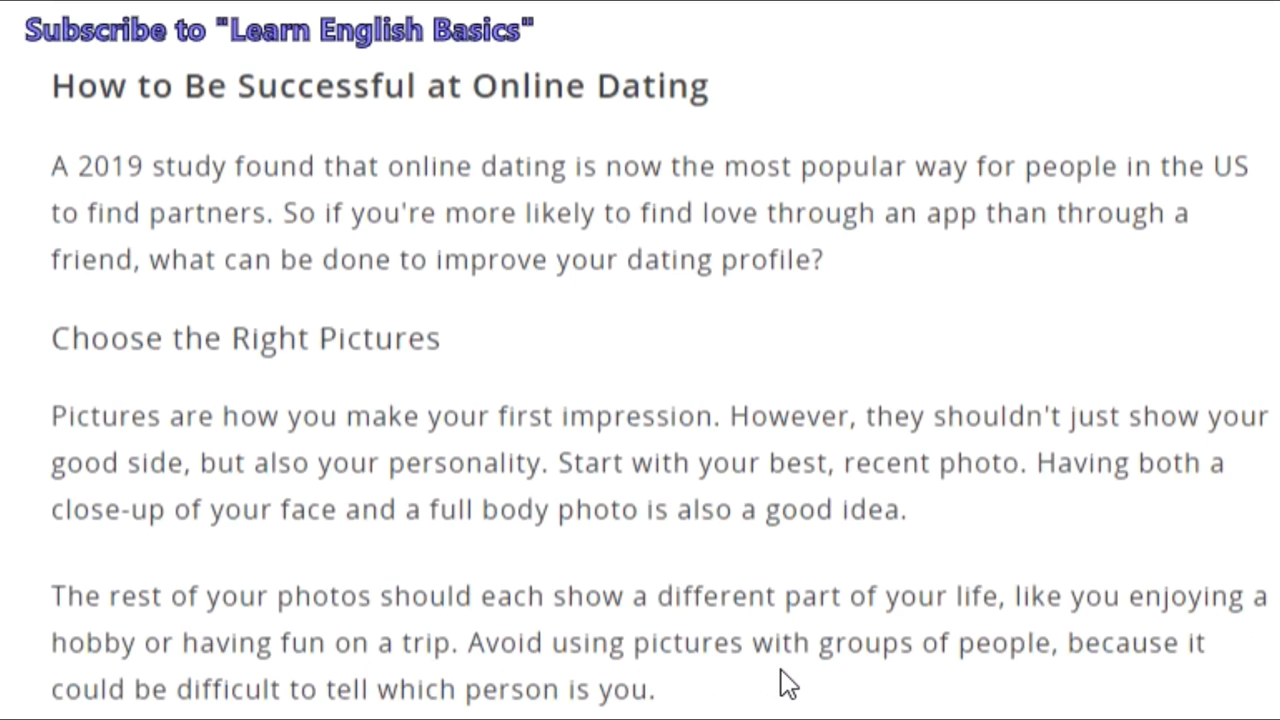 Subscribe to "Learn English Basics"
How to Be Successful at Online Dating
A 2019 study found that online dating is now the most popular way for people in the US
to find partners. So if you're more likely to find love through an app than through a
friend, what can be done to improve your dating profile?
Choose the Right Pictures
Pictures are how you make your first impression. However, they shouldn't just show your
good side, but also your personality. Start with your best, recent photo. Having both a
close-up of your face and a full body photo is also a good idea.
The rest of your photos should each show a different part of your life, like you enjoying a
hobby or having fun on a trip. Avoid using pictures with groups of people, because it
could be difficult to tell which person is you.